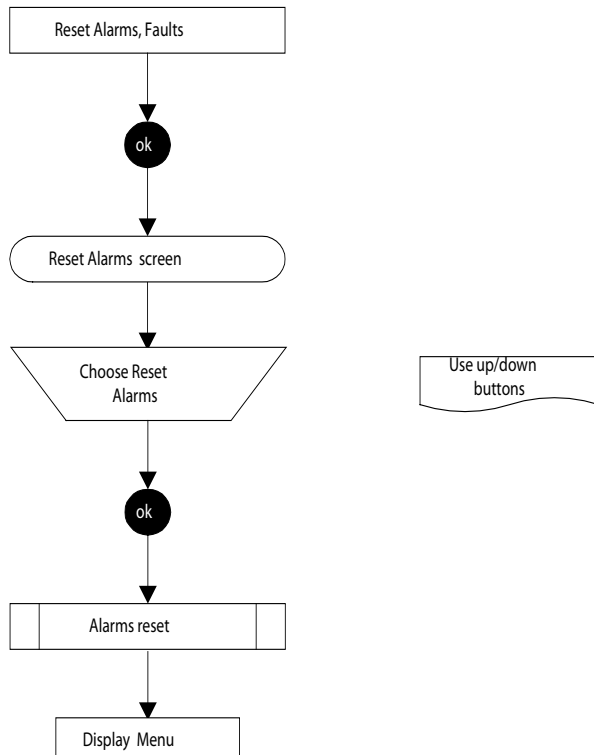 Reset Alarms, Faults
ok
Reset Alarms screen
Choose Reset
Alarms
Use up/down
buttons
ok
Alarms reset
Display Menu